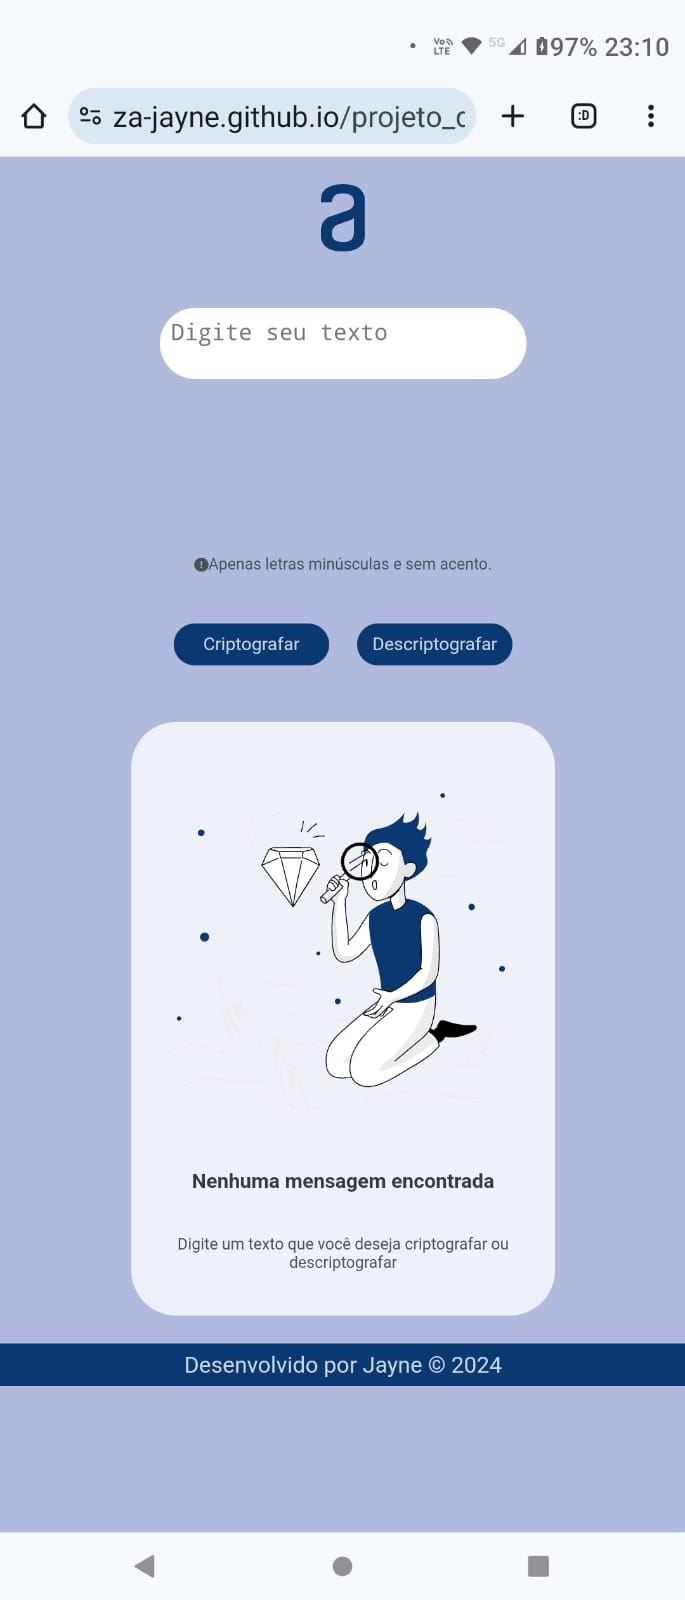 Vo LTE 5G 97% 23:10
za-jayne.github.io/projeto_c
:D
a
Digite seu texto
Apenas letras minúsculas e sem acento.
Criptografar Descriptografar
Nenhuma mensagem encontrada
Digite um texto que você deseja criptografar ou
descriptografar
Desenvolvido por Jayne © 2024